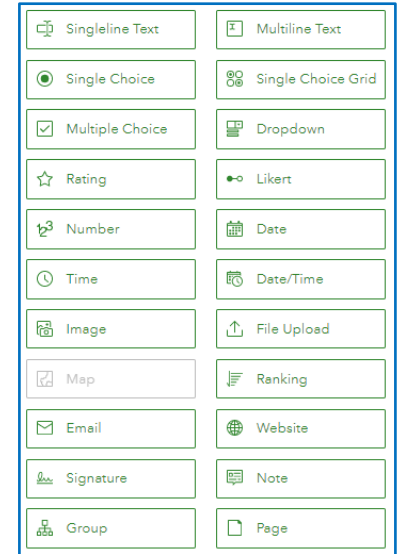 Singleline Text
Multiline Text
Single Choice
Single Choice Grid
Multiple Choice
Dropdown
Rating
Likert
Number
Date
Time
Date/Time
Image
File Upload
Map
Ranking
Email
Website
Signature
Note
Group
Page